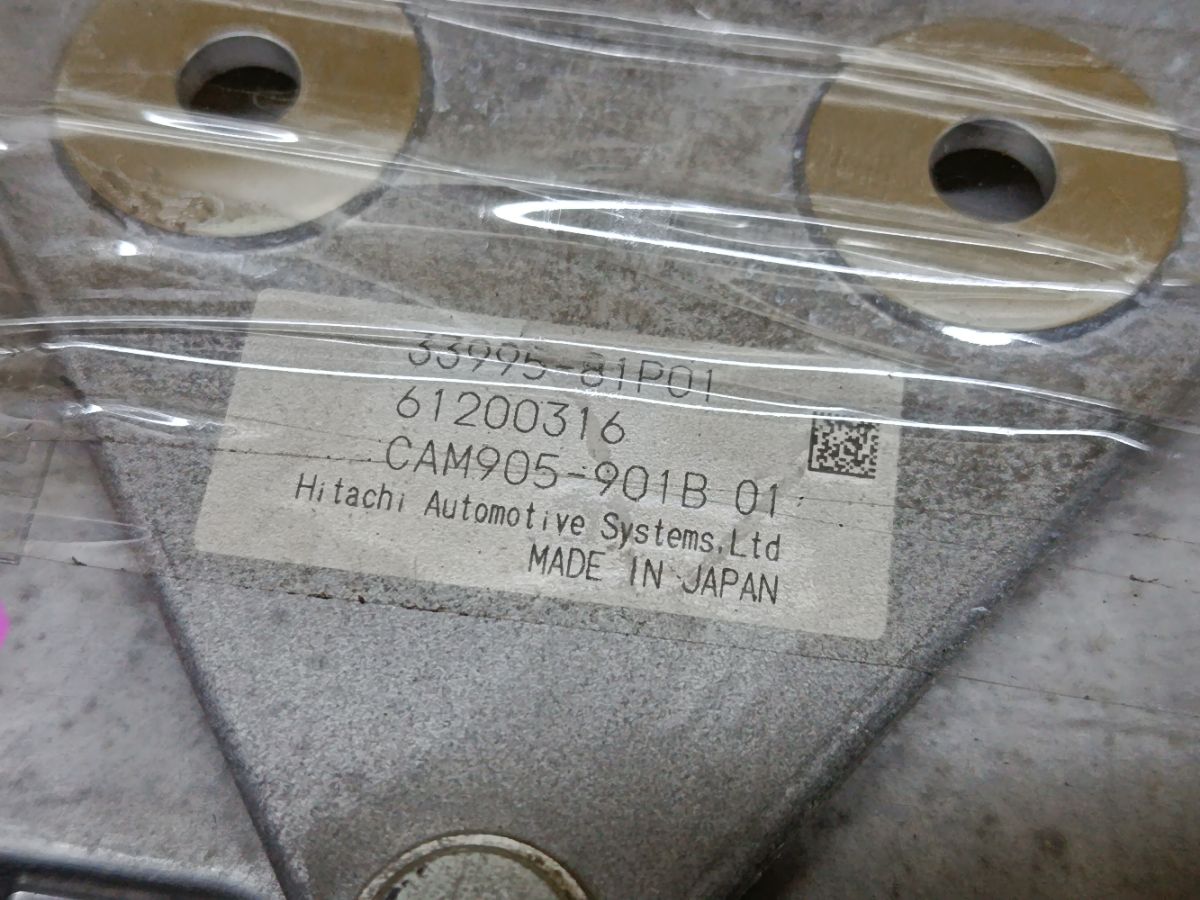 33995-81P01
61200316
CAM905-901B 01
Hitachi Automotive Systems,Ltd
MADE IN JAPAN